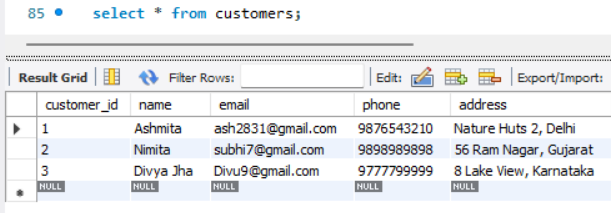 85 select * from customers;
Result Grid Filter Rows: Edit: Export/Import:
customer_id name email phone address
1 Ashmita ash2831@gmail.com 9876543210 Nature Huts 2, Delhi
2 Nimita subhi7@gmail.com 9898989898 56 Ram Nagar, Gujarat
3 Divya Jha Divu9@gmail.com 9777799999 8 Lake View, Karnataka
NULL NULL NULL NULL NULL